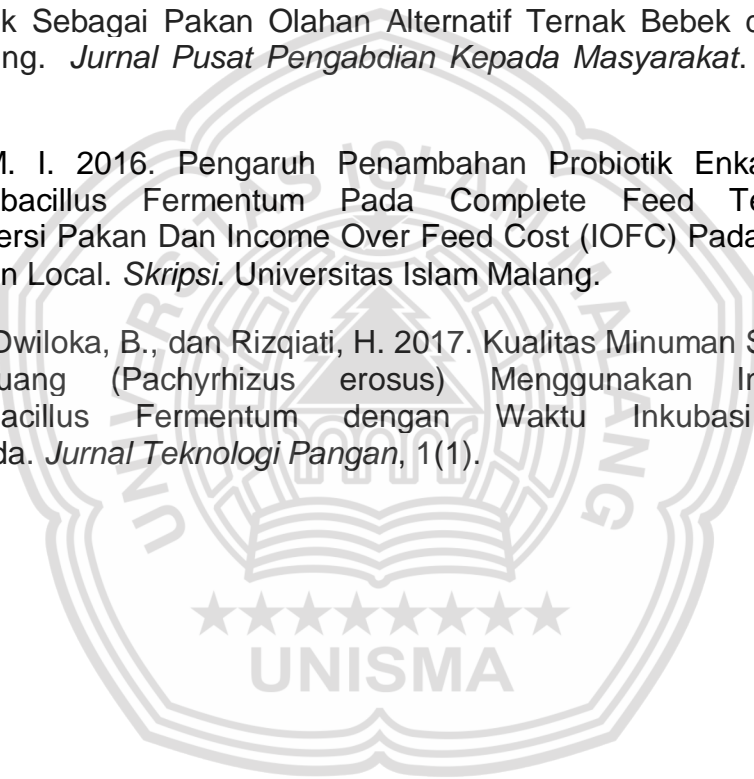 k Sebagai Pakan Olahan Alternatif Ternak Bebek
ng. Jurnal Pusat Pengabdian Kepada Masyarakat.
M. I. 2016. Pengaruh Penambahan Probiotik Enka
bacillus Fermentum Pada Complete Feed Te
ersi Pakan Dan Income Over Feed Cost (IOFC) Pada
n Local. Skripsi. Universitas Islam Malang.
Dwiloka, B., dan Rizqiati, H. 2017. Kualitas Minuman S
uang (Pachyrhizus erosus) Menggunakan In
acillus Fermentum dengan Waktu Inkubasi
da. Jurnal Teknologi Pangan, 1(1).
UNIVERSITAS ISLAM MALANG
UNISMA